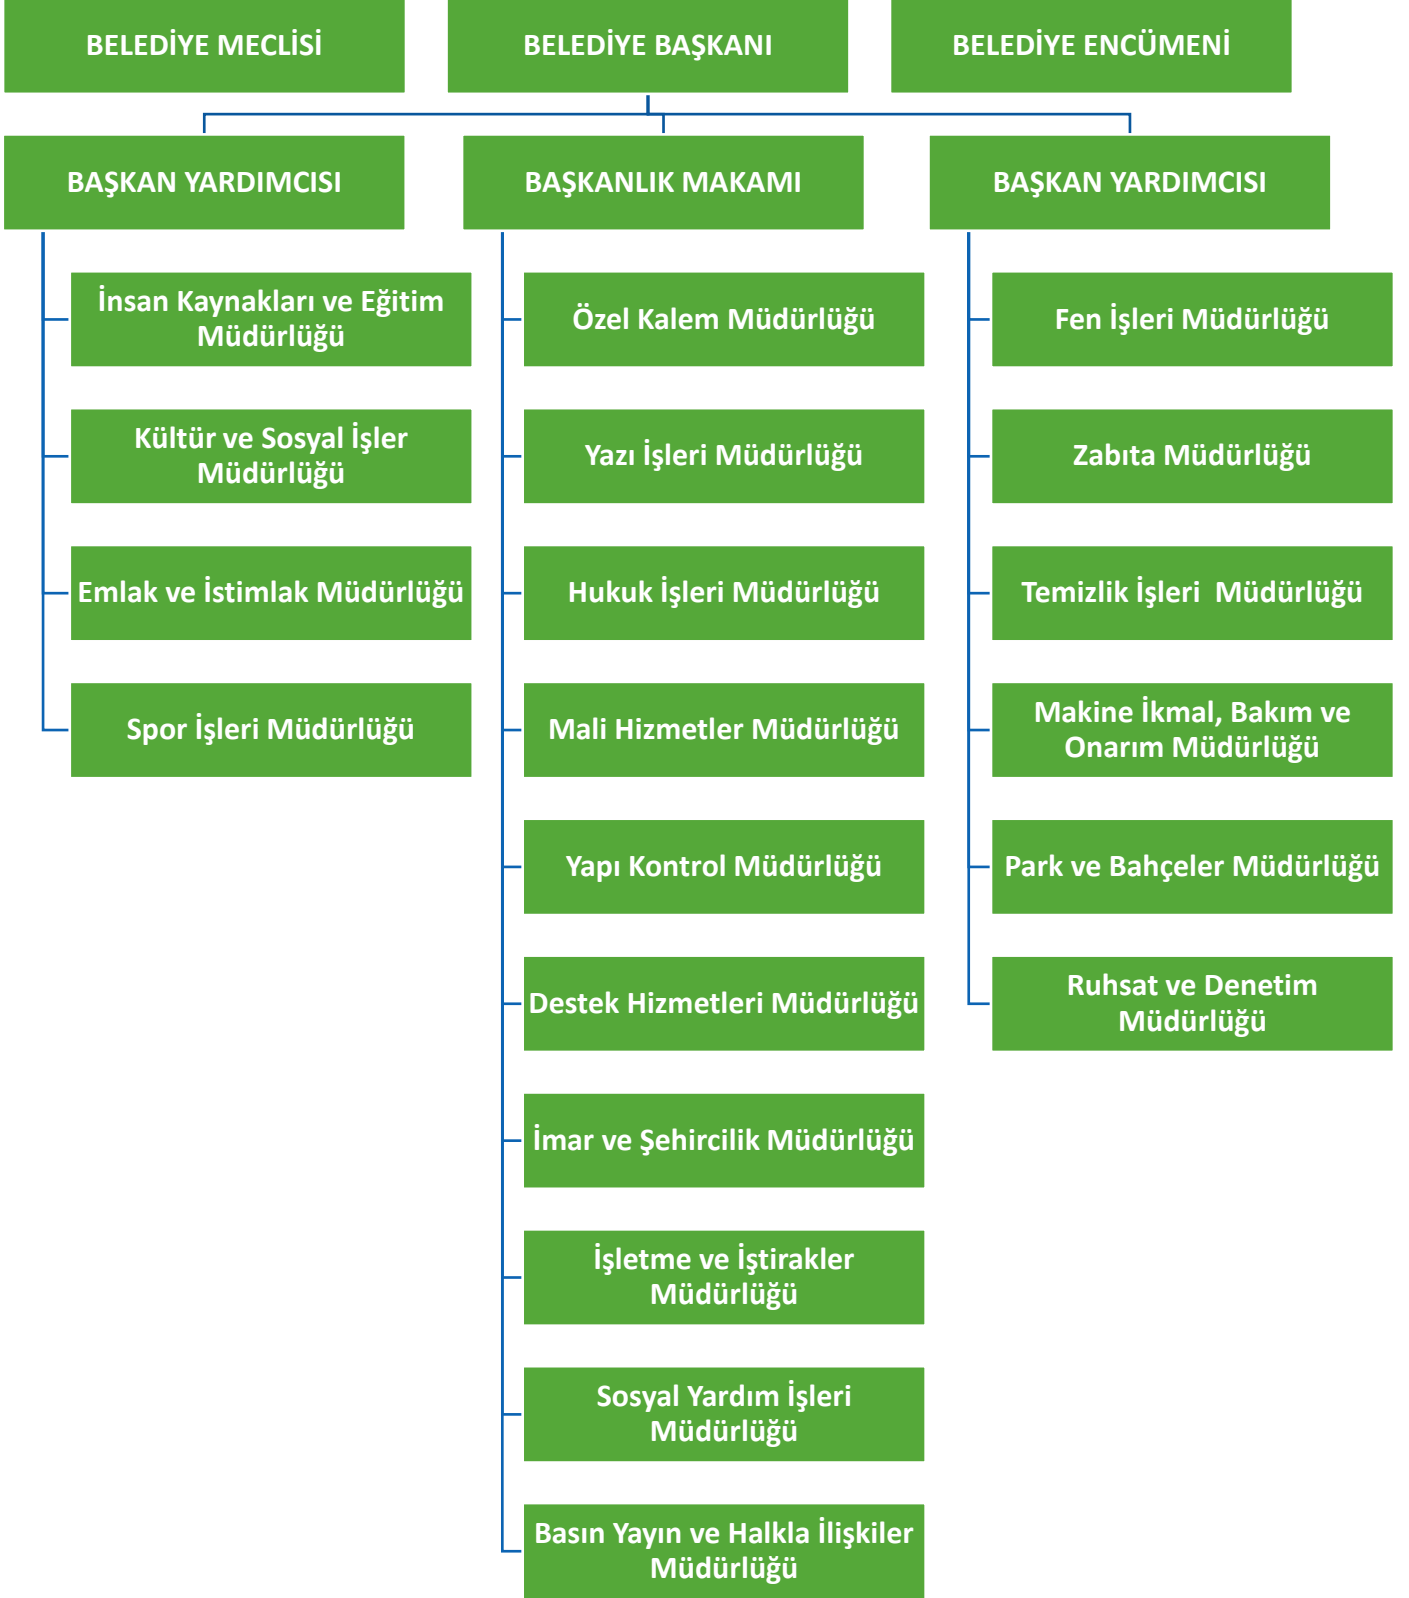 BELEDİYE MECLİSİ
BELEDİYE BAŞKANI
BELEDİYE ENCÜMENİ
BAŞKAN YARDIMCISI
BAŞKANLIK MAKAMI
BAŞKAN YARDIMCISI
İnsan Kaynakları ve Eğitim
Müdürlüğü
Kültür ve Sosyal İşler
Müdürlüğü
Emlak ve İstimlak Müdürlüğü
Spor İşleri Müdürlüğü
Özel Kalem Müdürlüğü
Yazı İşleri Müdürlüğü
Hukuk İşleri Müdürlüğü
Mali Hizmetler Müdürlüğü
Yapı Kontrol Müdürlüğü
Destek Hizmetleri Müdürlüğü
İmar ve Şehircilik Müdürlüğü
İşletme ve İştirakler
Müdürlüğü
Sosyal Yardım İşleri
Müdürlüğü
Basın Yayın ve Halkla İlişkiler
Müdürlüğü
Fen İşleri Müdürlüğü
Zabıta Müdürlüğü
Temizlik İşleri  Müdürlüğü
Makine İkmal, Bakım ve
Onarım Müdürlüğü
Park ve Bahçeler Müdürlüğü
Ruhsat ve Denetim
Müdürlüğü